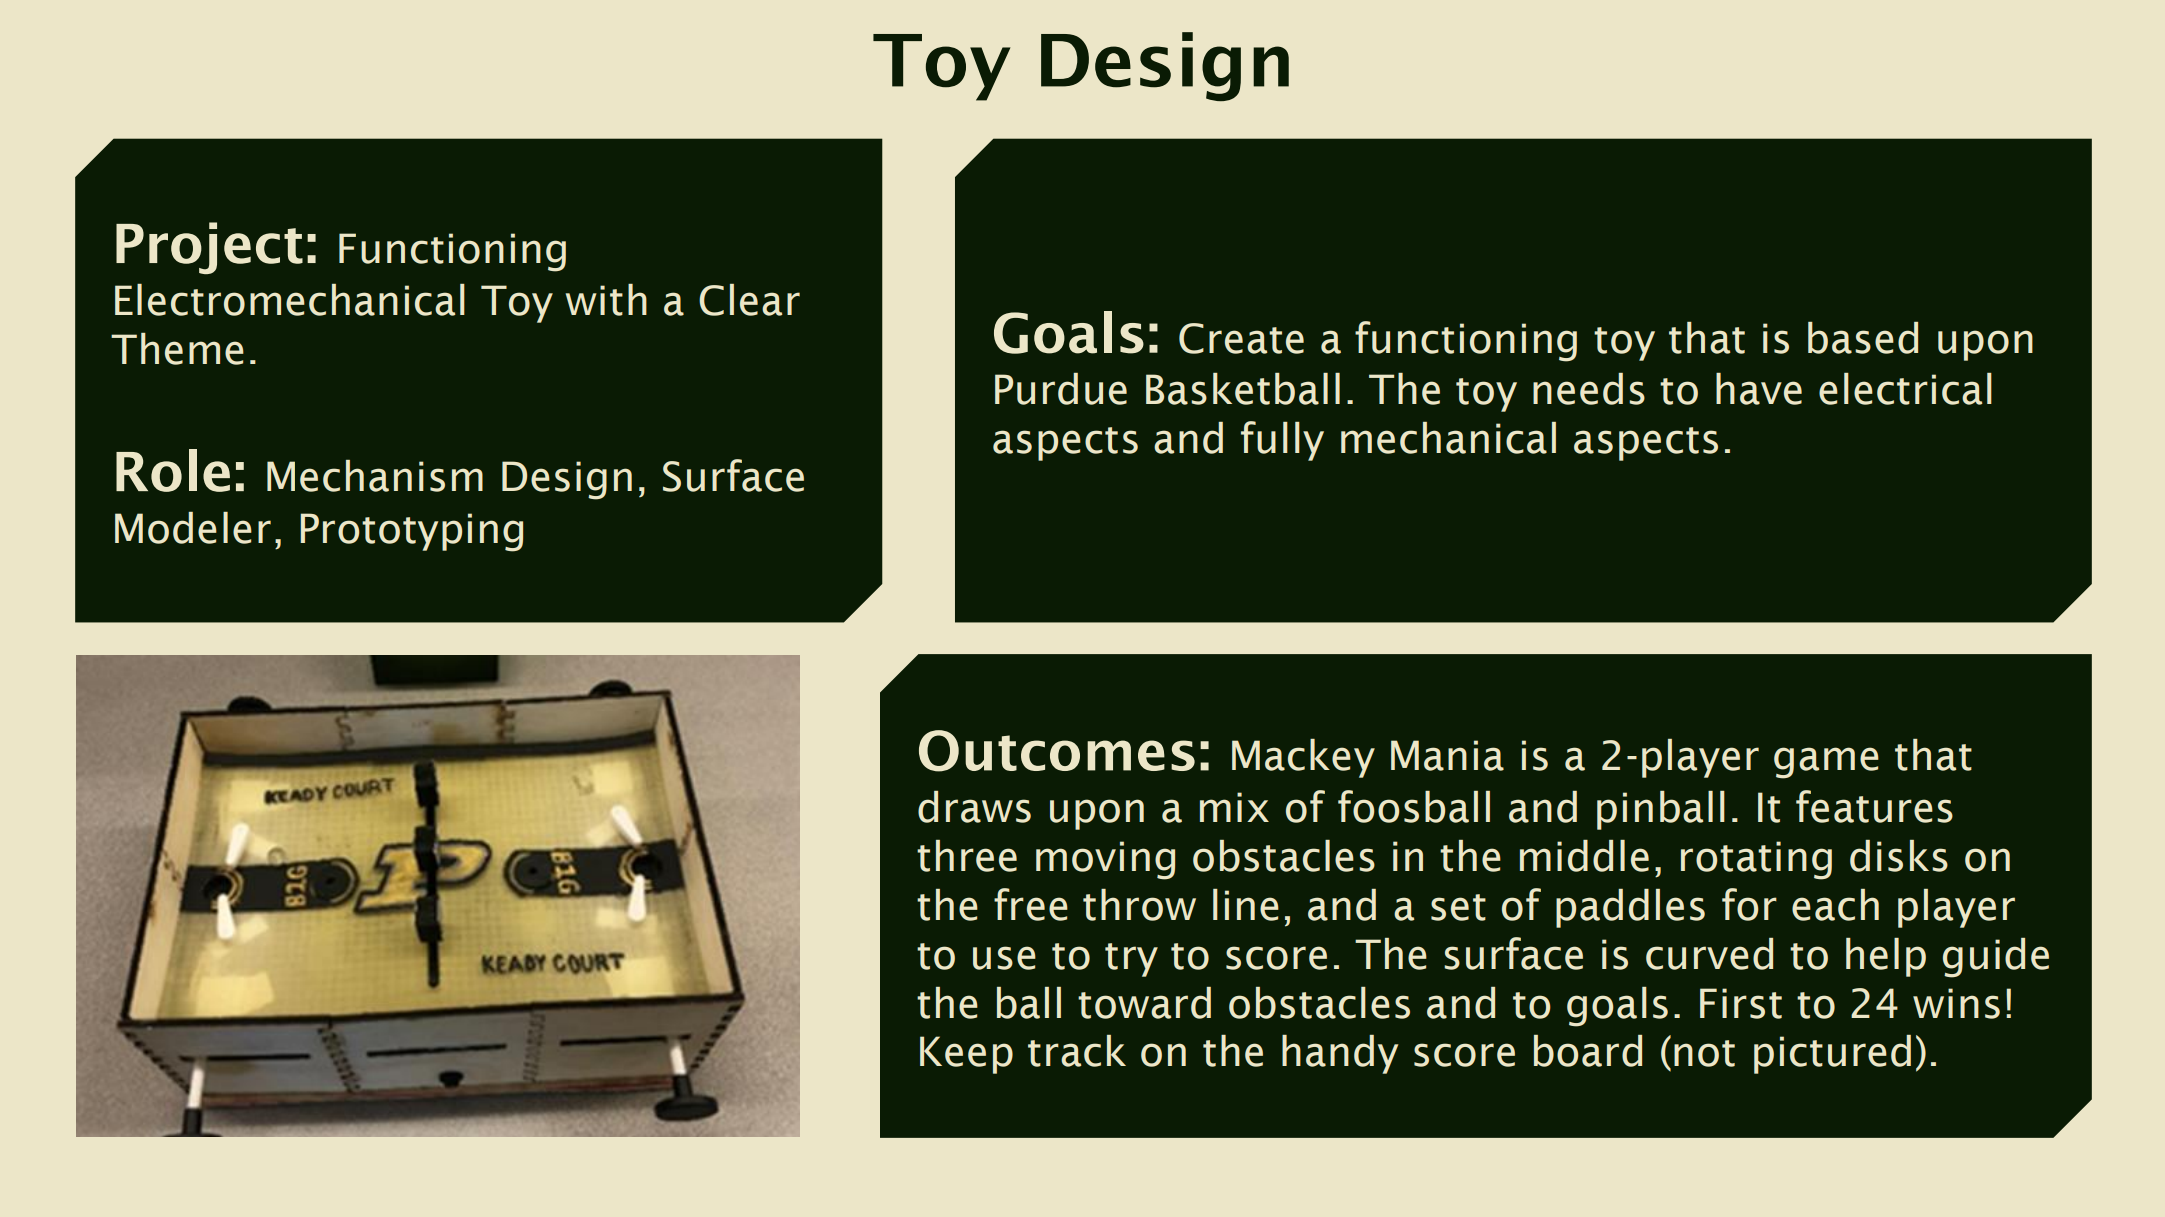 Toy Design
Project: Functioning
Electromechanical Toy with a Clear
Theme.
Role: Mechanism Design, Surface
Modeler, Prototyping
Goals: Create a functioning toy that is based upon
Purdue Basketball. The toy needs to have electrical
aspects and fully mechanical aspects.
KEADY COURT
B1G
P
B1G
KEADY COURT
Outcomes: Mackey Mania is a 2-player game that
draws upon a mix of foosball and pinball. It features
three moving obstacles in the middle, rotating disks on
the free throw line, and a set of paddles for each player
to use to try to score. The surface is curved to help guide
the ball toward obstacles and to goals. First to 24 wins!
Keep track on the handy score board (not pictured).